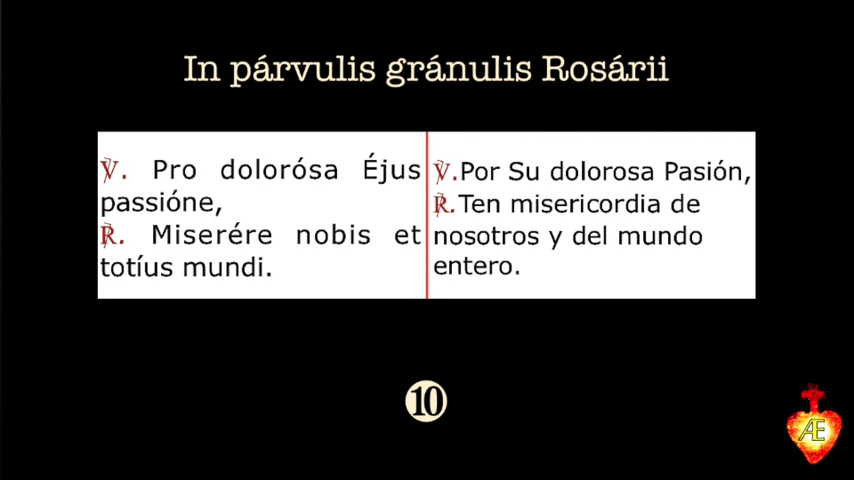 In párvulis gránulis Rosárii
℣. Pro dolorósa Éjus
passióne,
℟. Miserére nobis et
totíus mundi.
℣.Por Su dolorosa Pasión,
℟.Ten misericordia de
nosotros y del mundo
entero.
10
Æ